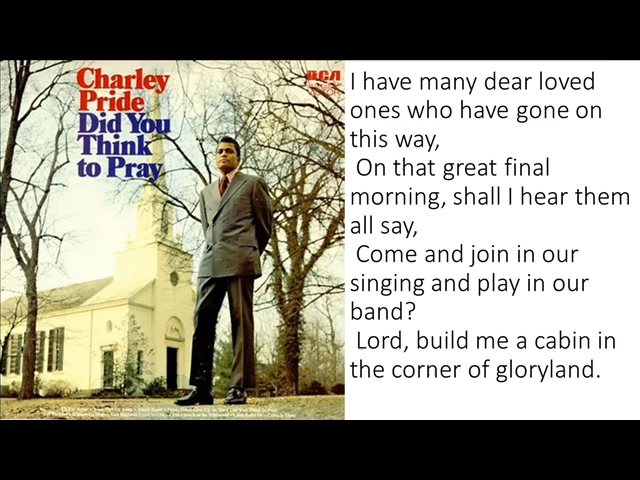 Charley
Pride
Did You
Think
to Pray
RCA
I have many dear loved
ones who have gone on
this way,
On that great final
morning, shall I hear them
all say,
Come and join in our
singing and play in our
band?
Lord, build me a cabin in
the corner of gloryland.